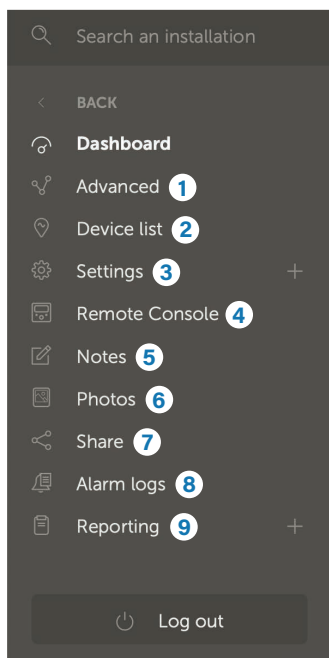 Search an installation
BACK
Dashboard
Advanced 1
Device list 2
Settings 3
Remote Console 4
Notes 5
Photos 6
Share 7
Alarm logs 8
Reporting 9
Log out